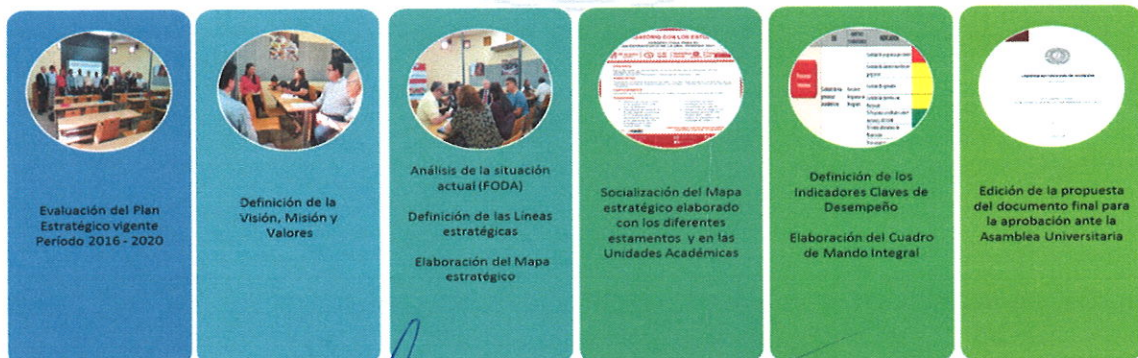 Evaluación del Plan
Estratégico vigente
Período 2016 - 2020
Definición de la
Visión, Misión y
Valores
Análisis de la situación
actual (FODA)
Definición de las Líneas
estratégicas
Elaboración del Mapa
estratégico
Socialización del Mapa
estratégico elaborado
con los diferentes
estamentos y en las
Unidades Académicas
Definición de los
Indicadores Claves de
Desempeño
Elaboración del Cuadro
de Mando Integral
Edición de la propuesta
del documento final para
la aprobación ante la
Asamblea Universitaria